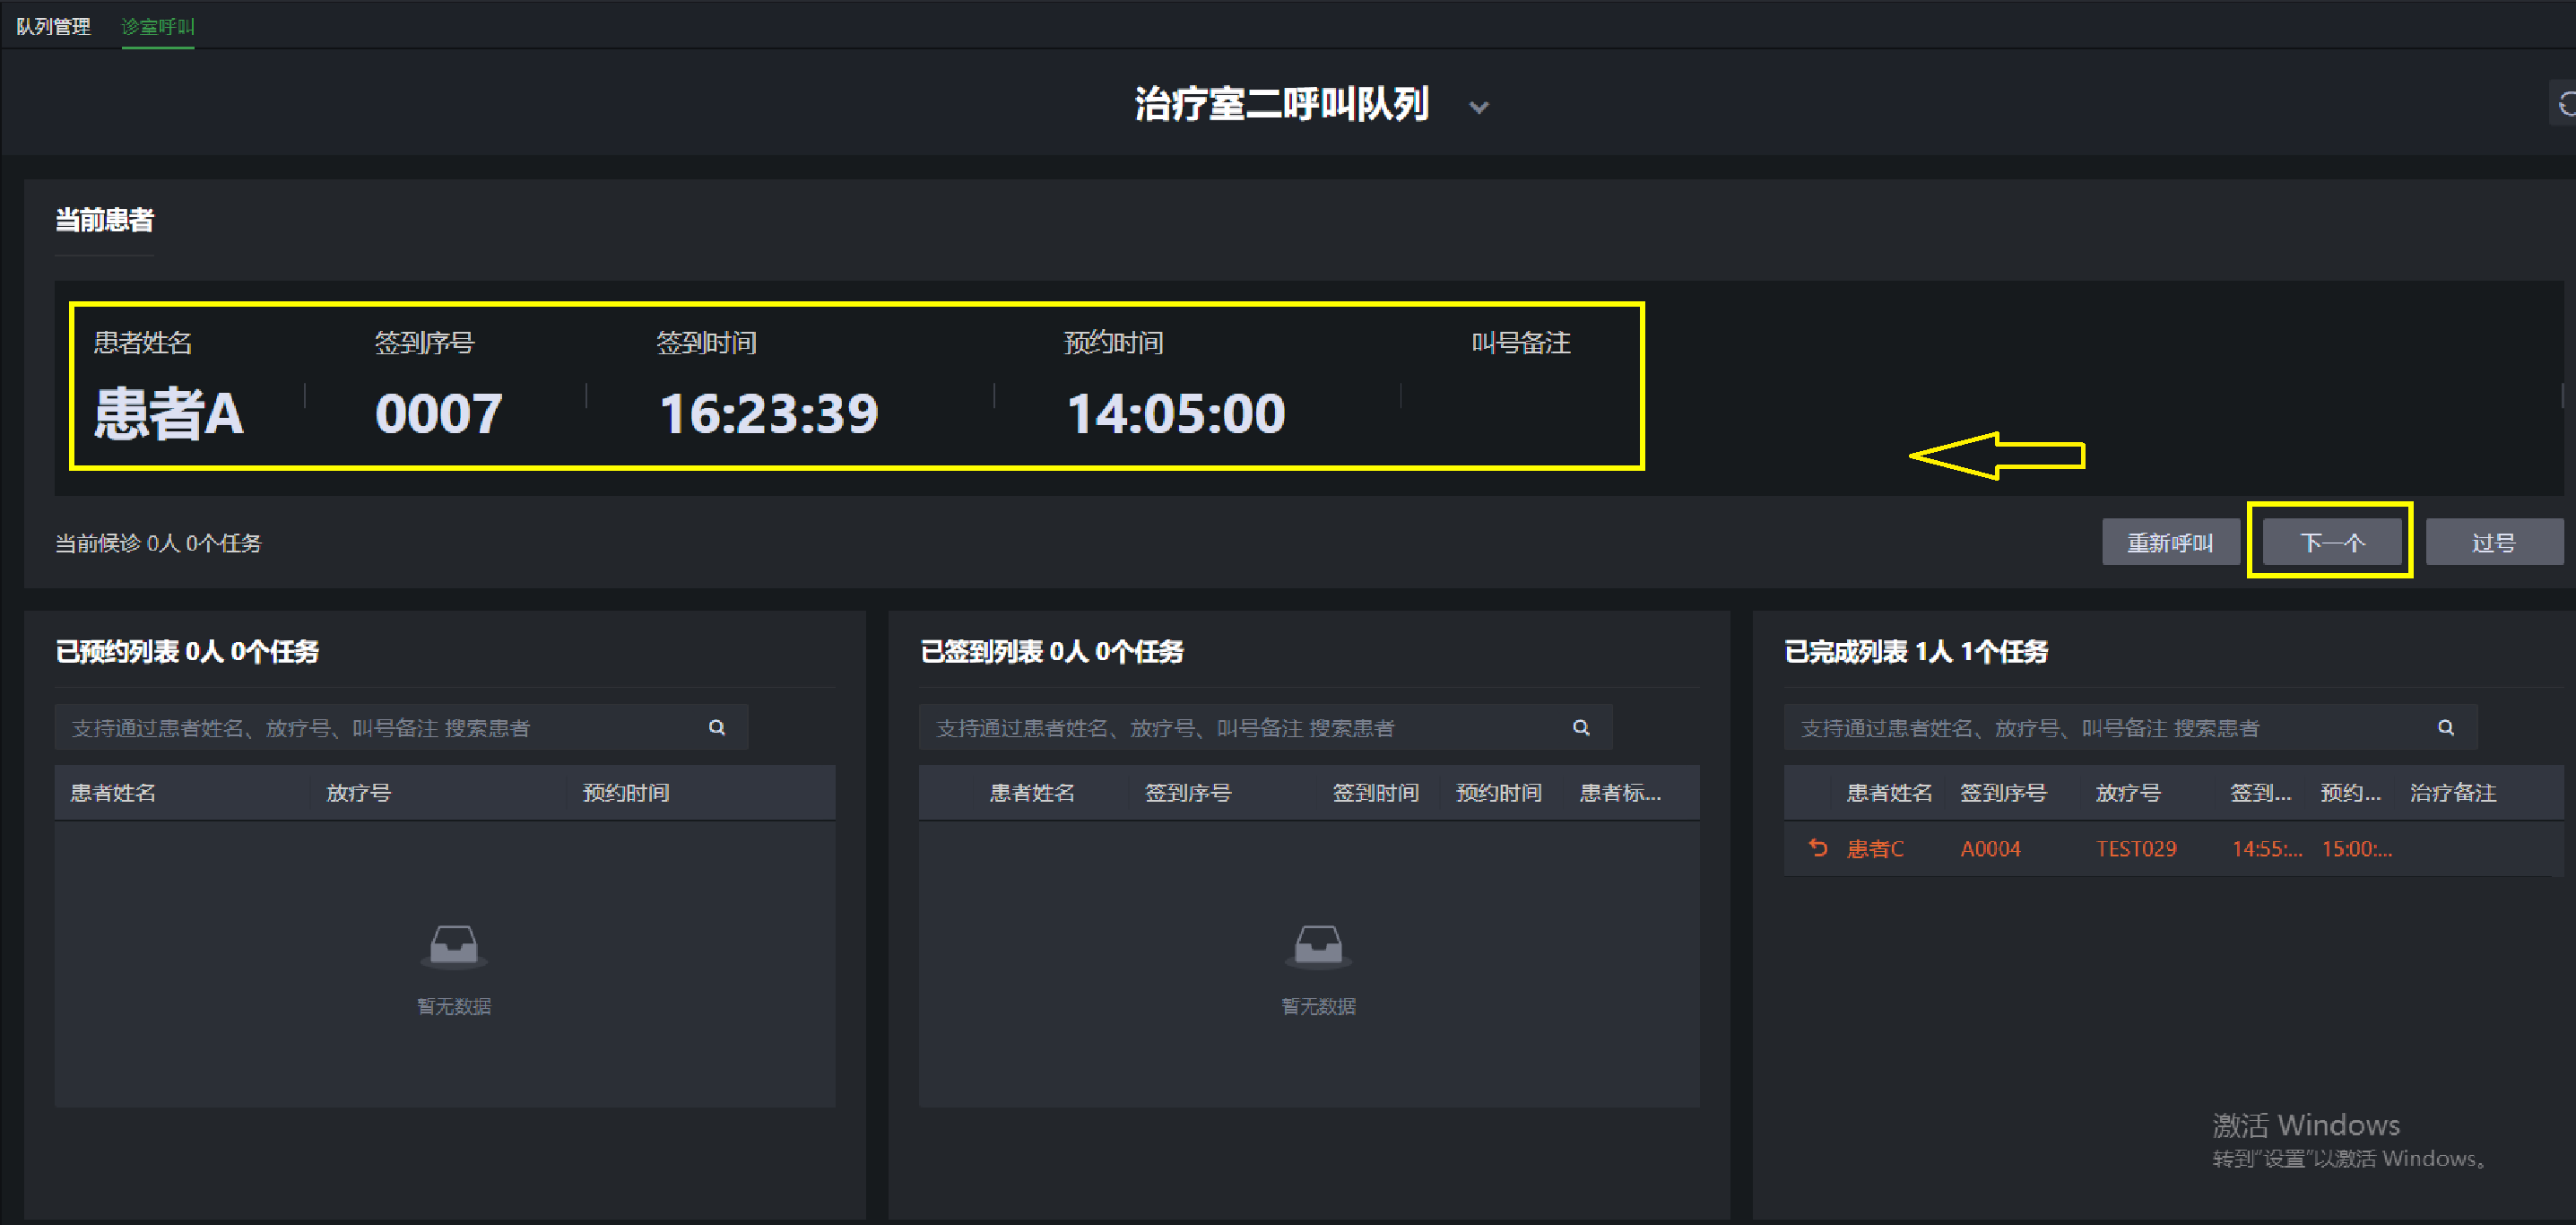 队列管理 诊室呼叫
治疗室二呼叫队列
当前患者
患者姓名 签到序号 签到时间 预约时间 叫号备注
患者A 0007 16:23:39 14:05:00
当前候诊 0人 0个任务 重新呼叫 下一个 过号
已预约列表 0人 0个任务
支持通过患者姓名、放疗号、叫号备注 搜索患者
患者姓名 放疗号 预约时间
暂无数据
已签到列表 0人 0个任务
支持通过患者姓名、放疗号、叫号备注 搜索患者
患者姓名 签到序号 签到时间 预约时间 患者标...
暂无数据
已完成列表 1人 1个任务
支持通过患者姓名、放疗号、叫号备注 搜索患者
患者姓名 签到序号 放疗号 签到... 预约... 治疗备注
患者C A0004 TEST029 14:55:... 15:00:...
激活 Windows
转到"设置"以激活 Windows。